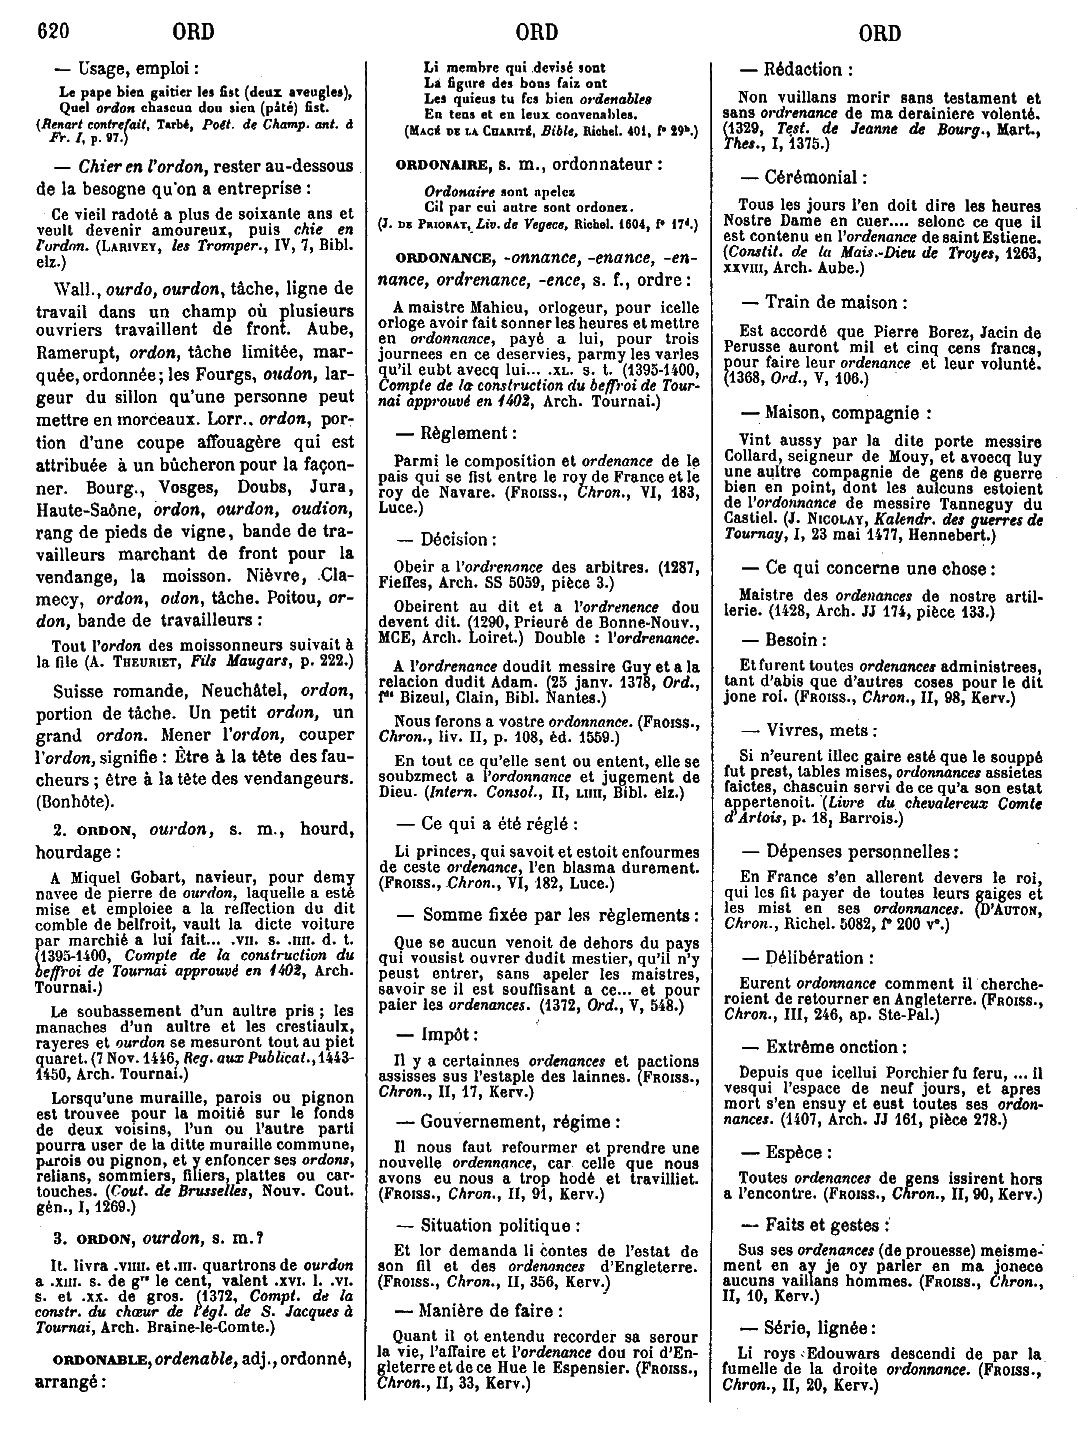 620 ORD ORD ORD
— Usage, emploi :
Le pape bien gaitier les fist (deux aveugles),
Quel ordon chascun dou sien (pâté) fist.
(Renart contrefait, Tarbé, Poët. de Champ. ant. à
Fr. I, p. 97.)
— Chier en l'ordon, rester au-dessous
de la besogne qu'on a entreprise :
Ce vieil radoté a plus de soixante ans et
veult devenir amoureux, puis chie en
l'urdon. (LARIVEY, les Tromper., IV, 7, Bibl.
elz.)
Wall., ourdo, ourdon, tâche, ligne de
travail dans un champ où plusieurs
ouvriers travaillent de front. Aube,
Ramerupt, ordon, tâche limitée, mar-
quée, ordonnée; les Fourgs, oudon, lar-
geur du sillon qu'une personne peut
mettre en morceaux. Lorr., ordon, por-
tion d'une coupe affouagère qui est
attribuée à un bûcheron pour la façon-
ner. Bourg., Vosges, Doubs, Jura,
Haute-Saône, ordon, ourdon, oudion,
rang de pieds de vigne, bande de tra-
vailleurs marchant de front pour la
vendange, la moisson. Nièvre, Cla-
mecy, ordon, odon, tâche. Poitou, or-
don, bande de travailleurs :
Tout l'ordon des moissonneurs suivait à
la file (A. THEURIET, Fils Maugars, p. 222.)
Suisse romande, Neuchâtel, ordon,
portion de tâche. Un petit ordon, un
grand ordon. Mener l'ordon, couper
l'ordon, signifie : Être à la tête des fau-
cheurs ; être à la tête des vendangeurs.
(Bonhôte).
2. ORDON, ourdon, s. m., hourd,
hourdage :
A Miquel Gobart, navieur, pour demy
navee de pierre de ourdon, laquelle a esté
mise et emploiee a la reffection du dit
comble de belfroit, vault la dicte voiture
par marchié a lui fait... .VII. s. .IIII. d. t.
(1395-1400, Compte de la construction du
beffroi de Tournai approuvé en 1402, Arch.
Tournai.)
Le soubassement d'un aultre pris ; les
manaches d'un aultre et les crestiaulx,
rayeres et ourdon se mesuront tout au piet
quaret. (7 Nov. 1446, Reg. aux Publicat., 1443-
1450, Arch. Tournai.)
Lorsqu'une muraille, parois ou pignon
est trouvee pour la moitié sur le fonds
de deux voisins, l'un ou l'autre parti
pourra user de la ditte muraille commune,
parois ou pignon, et y enfoncer ses ordons,
relians, sommiers, filiers, plattes ou car-
touches. (Cout. de Brusselles, Nouv. Cout.
gén., I, 1269.)
3. ORDON, ourdon, s. m.?
It. livra .VIIII. et .III. quartrons de ourdon
a .XIII. s. de grs le cent, valent .XVI. l. .VI.
s. et .XX. de gros. (1372, Compt. de la
constr. du chœur de l'égl. de S. Jacques à
Tournai, Arch. Braine-le-Comte.)
ORDONABLE, ordenable, adj., ordonné,
arrangé :
Li membre qui devisé sont
La figure des bons faiz ont
Les quieus tu fes bien ordenables
En tens et en leux convenables.
(MACÉ DE LA CHARITÉ, Bible, Richel. 401, f° 29b.)
ORDONAIRE, s. m., ordonnateur :
Ordonaire sont apelez
Cil par cui autre sont ordonez.
(J. DE PRIORAT, Liv. de Vegece, Richel. 1604, f° 17d.)
ORDONANCE, -onnance, -enance, -en-
nance, ordrenance, -ence, s. f., ordre :
A maistre Mahieu, orlogeur, pour icelle
orloge avoir fait sonner les heures et mettre
en ordonnance, payé a lui, pour trois
journees en ce deservies, parmy les varles
qu'il eubt avecq lui... .XL. s. t. (1395-1400,
Compte de la construction du beffroi de Tour-
nai approuvé en 1402, Arch. Tournai.)
— Règlement :
Parmi le composition et ordenance de le
pais qui se fist entre le roy de France et le
roy de Navare. (FROISS., Chron., VI, 183,
Luce.)
— Décision :
Obeir a l'ordrenance des arbitres. (1287,
Fieffes, Arch. SS 5059, pièce 3.)
Obeirent au dit et a l'ordrenence dou
devent dit. (1290, Prieuré de Bonne-Nouv.,
MCE, Arch. Loiret.) Double : l'ordrenance.
A l'ordrenance doudit messire Guy et a la
relacion dudit Adam. (25 janv. 1378, Ord.,
fds Bizeul, Clain, Bibl. Nantes.)
Nous ferons a vostre ordonnance. (FROISS.,
Chron., liv. II, p. 108, éd. 1559.)
En tout ce qu'elle sent ou entent, elle se
soubzmect a l'ordonnance et jugement de
Dieu. (Intern. Consol., II, LIIII, Bibl. elz.)
— Ce qui a été réglé :
Li princes, qui savoit et estoit enfourmes
de ceste ordenance, l'en blasma durement.
(FROISS., Chron., VI, 182, Luce.)
— Somme fixée par les règlements :
Que se aucun venoit de dehors du pays
qui vousist ouvrer dudit mestier, qu'il n'y
peust entrer, sans apeler les maistres,
savoir se il est souffisant a ce... et pour
paier les ordenances. (1372, Ord., V, 548.)
— Impôt :
Il y a certainnes ordenances et pactions
assisses sus l'estaple des lainnes. (FROISS.,
Chron., II, 17, Kerv.)
— Gouvernement, régime :
Il nous faut refourmer et prendre une
nouvelle ordennance, car celle que nous
avons eu nous a trop hodé et travilliet.
(FROISS., Chron., II, 91, Kerv.)
— Situation politique :
Et lor demanda li contes de l'estat de
son fil et des ordenances d'Engleterre.
(FROISS., Chron., II, 356, Kerv.)
— Manière de faire :
Quant il ot entendu recorder sa serour
la vie, l'affaire et l'ordenance dou roi d'En-
gleterre et de ce Hue le Espensier. (FROISS.,
Chron., II, 33, Kerv.)
— Rédaction :
Non vuillans morir sans testament et
sans ordrenance de ma derainiere volenté.
(1329, Test. de Jeanne de Bourg., Mart.,
Thes., I, 1375.)
— Cérémonial :
Tous les jours l'en doit dire les heures
Nostre Dame en cuer.... selonc ce que il
est contenu en l'ordenance de saint Estiene.
(Constit. de la Mais.-Dieu de Troyes, 1263,
XXVIII, Arch. Aube.)
— Train de maison :
Est accordé que Pierre Borez, Jacin de
Perusse auront mil et cinq cens francs,
pour faire leur ordenance et leur volunté.
(1368, Ord., V, 106.)
— Maison, compagnie :
Vint aussy par la dite porte messire
Collard, seigneur de Mouy, et avoecq luy
une aultre compagnie de gens de guerre
bien en point, dont les aulcuns estoient
de l'ordonnance de messire Tanneguy du
Castiel. (J. NICOLAY, Kalendr. des guerres de
Tournay, I, 23 mai 1477, Hennebert.)
— Ce qui concerne une chose :
Maistre des ordenances de nostre artil-
lerie. (1428, Arch. JJ 174, pièce 133.)
— Besoin :
Et furent toutes ordenances administrees,
tant d'abis que d'autres coses pour le dit
jone roi. (FROISS., Chron., II, 98, Kerv.)
— Vivres, mets :
Si n'eurent illec gaire esté que le souppé
fut prest, tables mises, ordonnances assietes
faictes, chascuin servi de ce qu'a son estat
appertenoit. (Livre du chevalereux Comte
d'Artois, p. 18, Barrois.)
— Dépenses personnelles :
En France s'en allerent devers le roi,
qui les fit payer de toutes leurs gaiges et
les mist en ses ordonnances. (D'AUTON,
Chron., Richel. 5082, f° 200 v°.)
— Délibération :
Eurent ordonnance comment il cherche-
roient de retourner en Angleterre. (FROISS.,
Chron., III, 246, ap. Ste-Pal.)
— Extrême onction :
Depuis que icellui Porchier fu feru, ... il
vesqui l'espace de neuf jours, et apres
mort s'en ensuy et eust toutes ses ordon-
nances. (1407, Arch. JJ 161, pièce 278.)
— Espèce :
Toutes ordenances de gens issirent hors
a l'encontre. (FROISS., Chron., II, 90, Kerv.)
— Faits et gestes :
Sus ses ordenances (de prouesse) meisme-
ment en ay je oy parler en ma jonece
aucuns vaillans hommes. (FROISS., Chron.,
II, 10, Kerv.)
— Série, lignée :
Li roys Edouwars descendi de par la
fumelle de la droite ordonnance. (FROISS.,
Chron., II, 20, Kerv.)